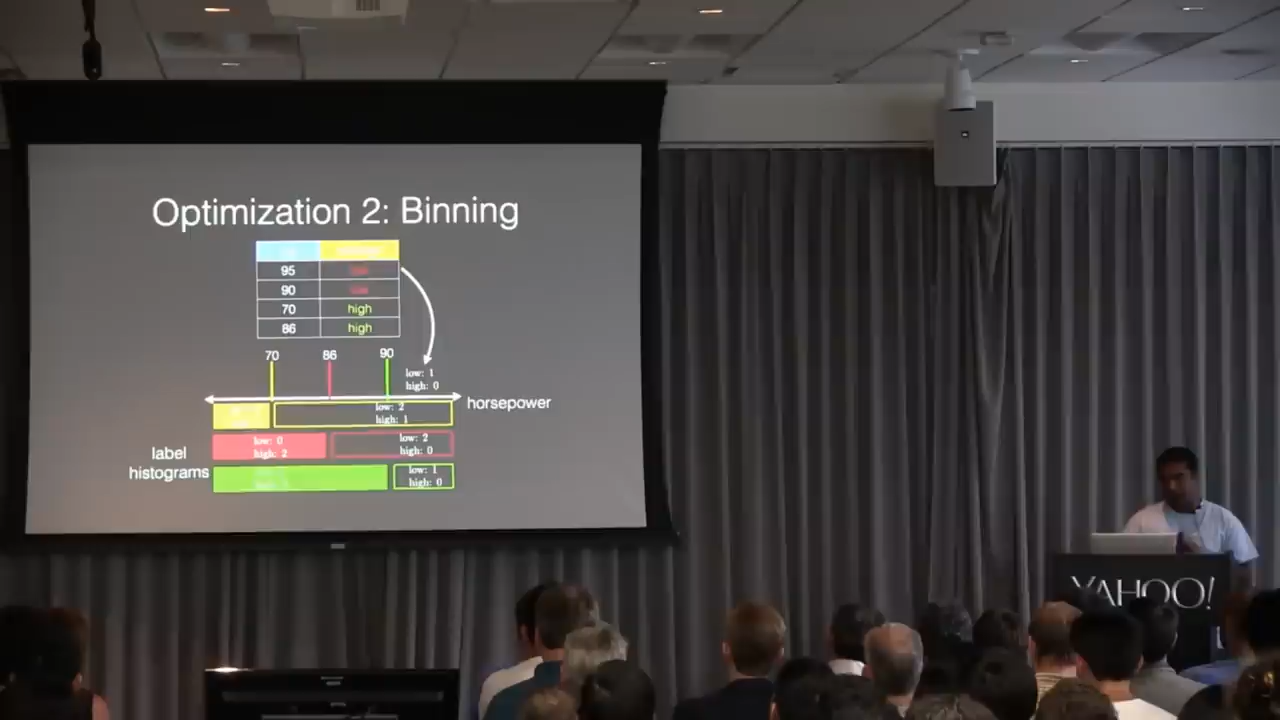 Optimization 2: Binning
95
90
70 high
86 high
70 86 90
low: 1
high: 0
horsepower
low: 2
high: 1
low: 0
high: 2
low: 2
high: 0
label
histograms
low: 1
high: 0
YAHOO!